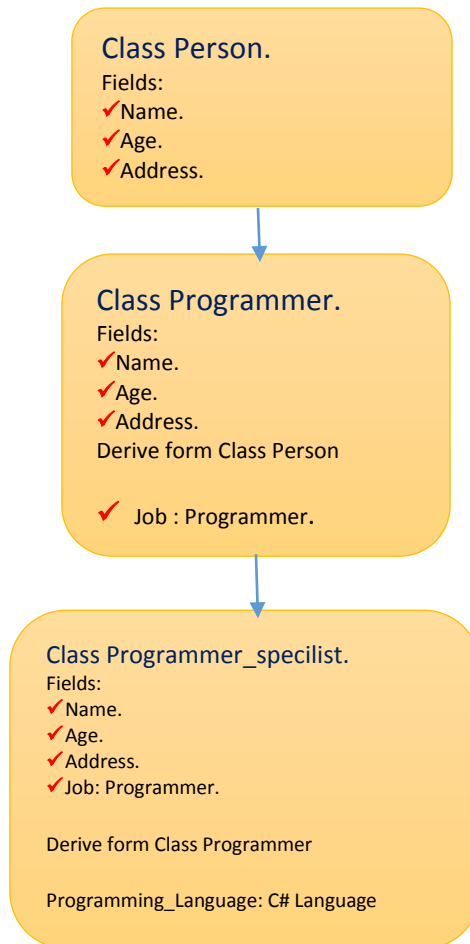 Class Person.
Fields:
✓Name.
✓Age.
✓Address.
Class Programmer.
Fields:
✓Name.
✓Age.
✓Address.
Derive form Class Person
✓ Job : Programmer.
Class Programmer_specilist.
Fields:
✓Name.
✓Age.
✓Address.
✓Job: Programmer.
Derive form Class Programmer
Programming_Language: C# Language